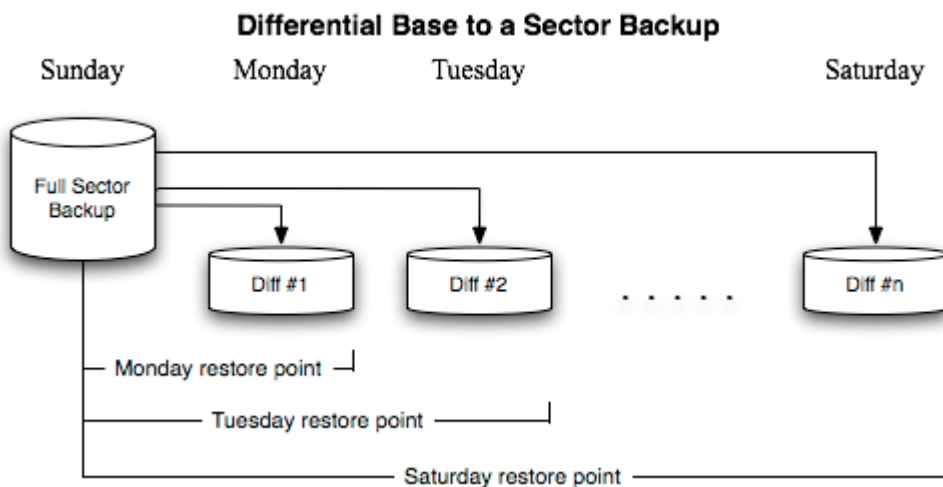 Differential Base to a Sector Backup
Sunday Monday Tuesday Saturday
Full Sector
Backup
Diff #1 Diff #2 . . . . . Diff #n
Monday restore point
Tuesday restore point
Saturday restore point